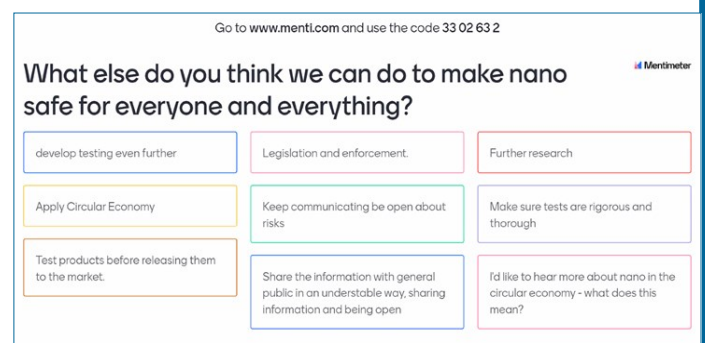 Go to www.menti.com and use the code 33 02 63 2
What else do you think we can do to make nano
safe for everyone and everything?
Mentimeter
develop testing even further
Legislation and enforcement.
Further research
Apply Circular Economy
Keep communicating be open about
risks
Make sure tests are rigorous and
thorough
Test products before releasing them
to the market.
Share the information with general
public in an understable way, sharing
information and being open
I'd like to hear more about nano in the
circular economy - what does this
mean?